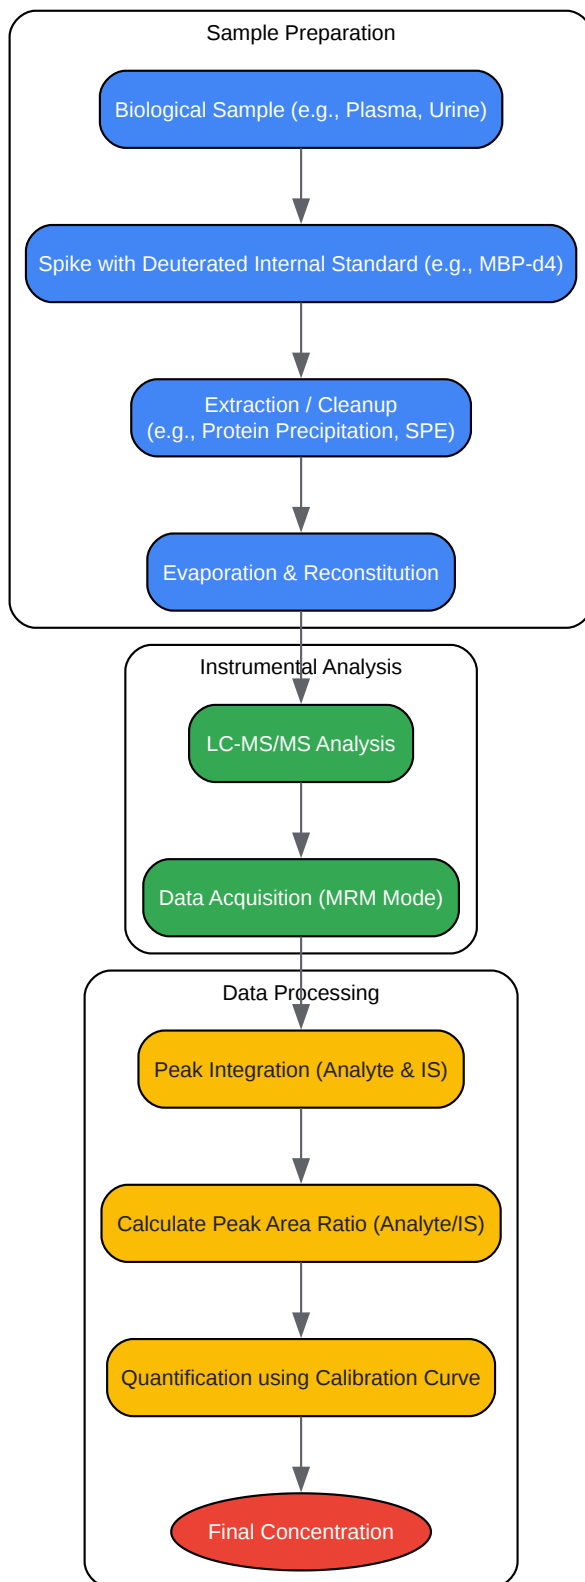 Sample Preparation
Biological Sample (e.g., Plasma, Urine)
Spike with Deuterated Internal Standard (e.g., MBP-d4)
Extraction / Cleanup
(e.g., Protein Precipitation, SPE)
Evaporation & Reconstitution
Instrumental Analysis
LC-MS/MS Analysis
Data Acquisition (MRM Mode)
Data Processing
Peak Integration (Analyte & IS)
Calculate Peak Area Ratio (Analyte/IS)
Quantification using Calibration Curve
Final Concentration